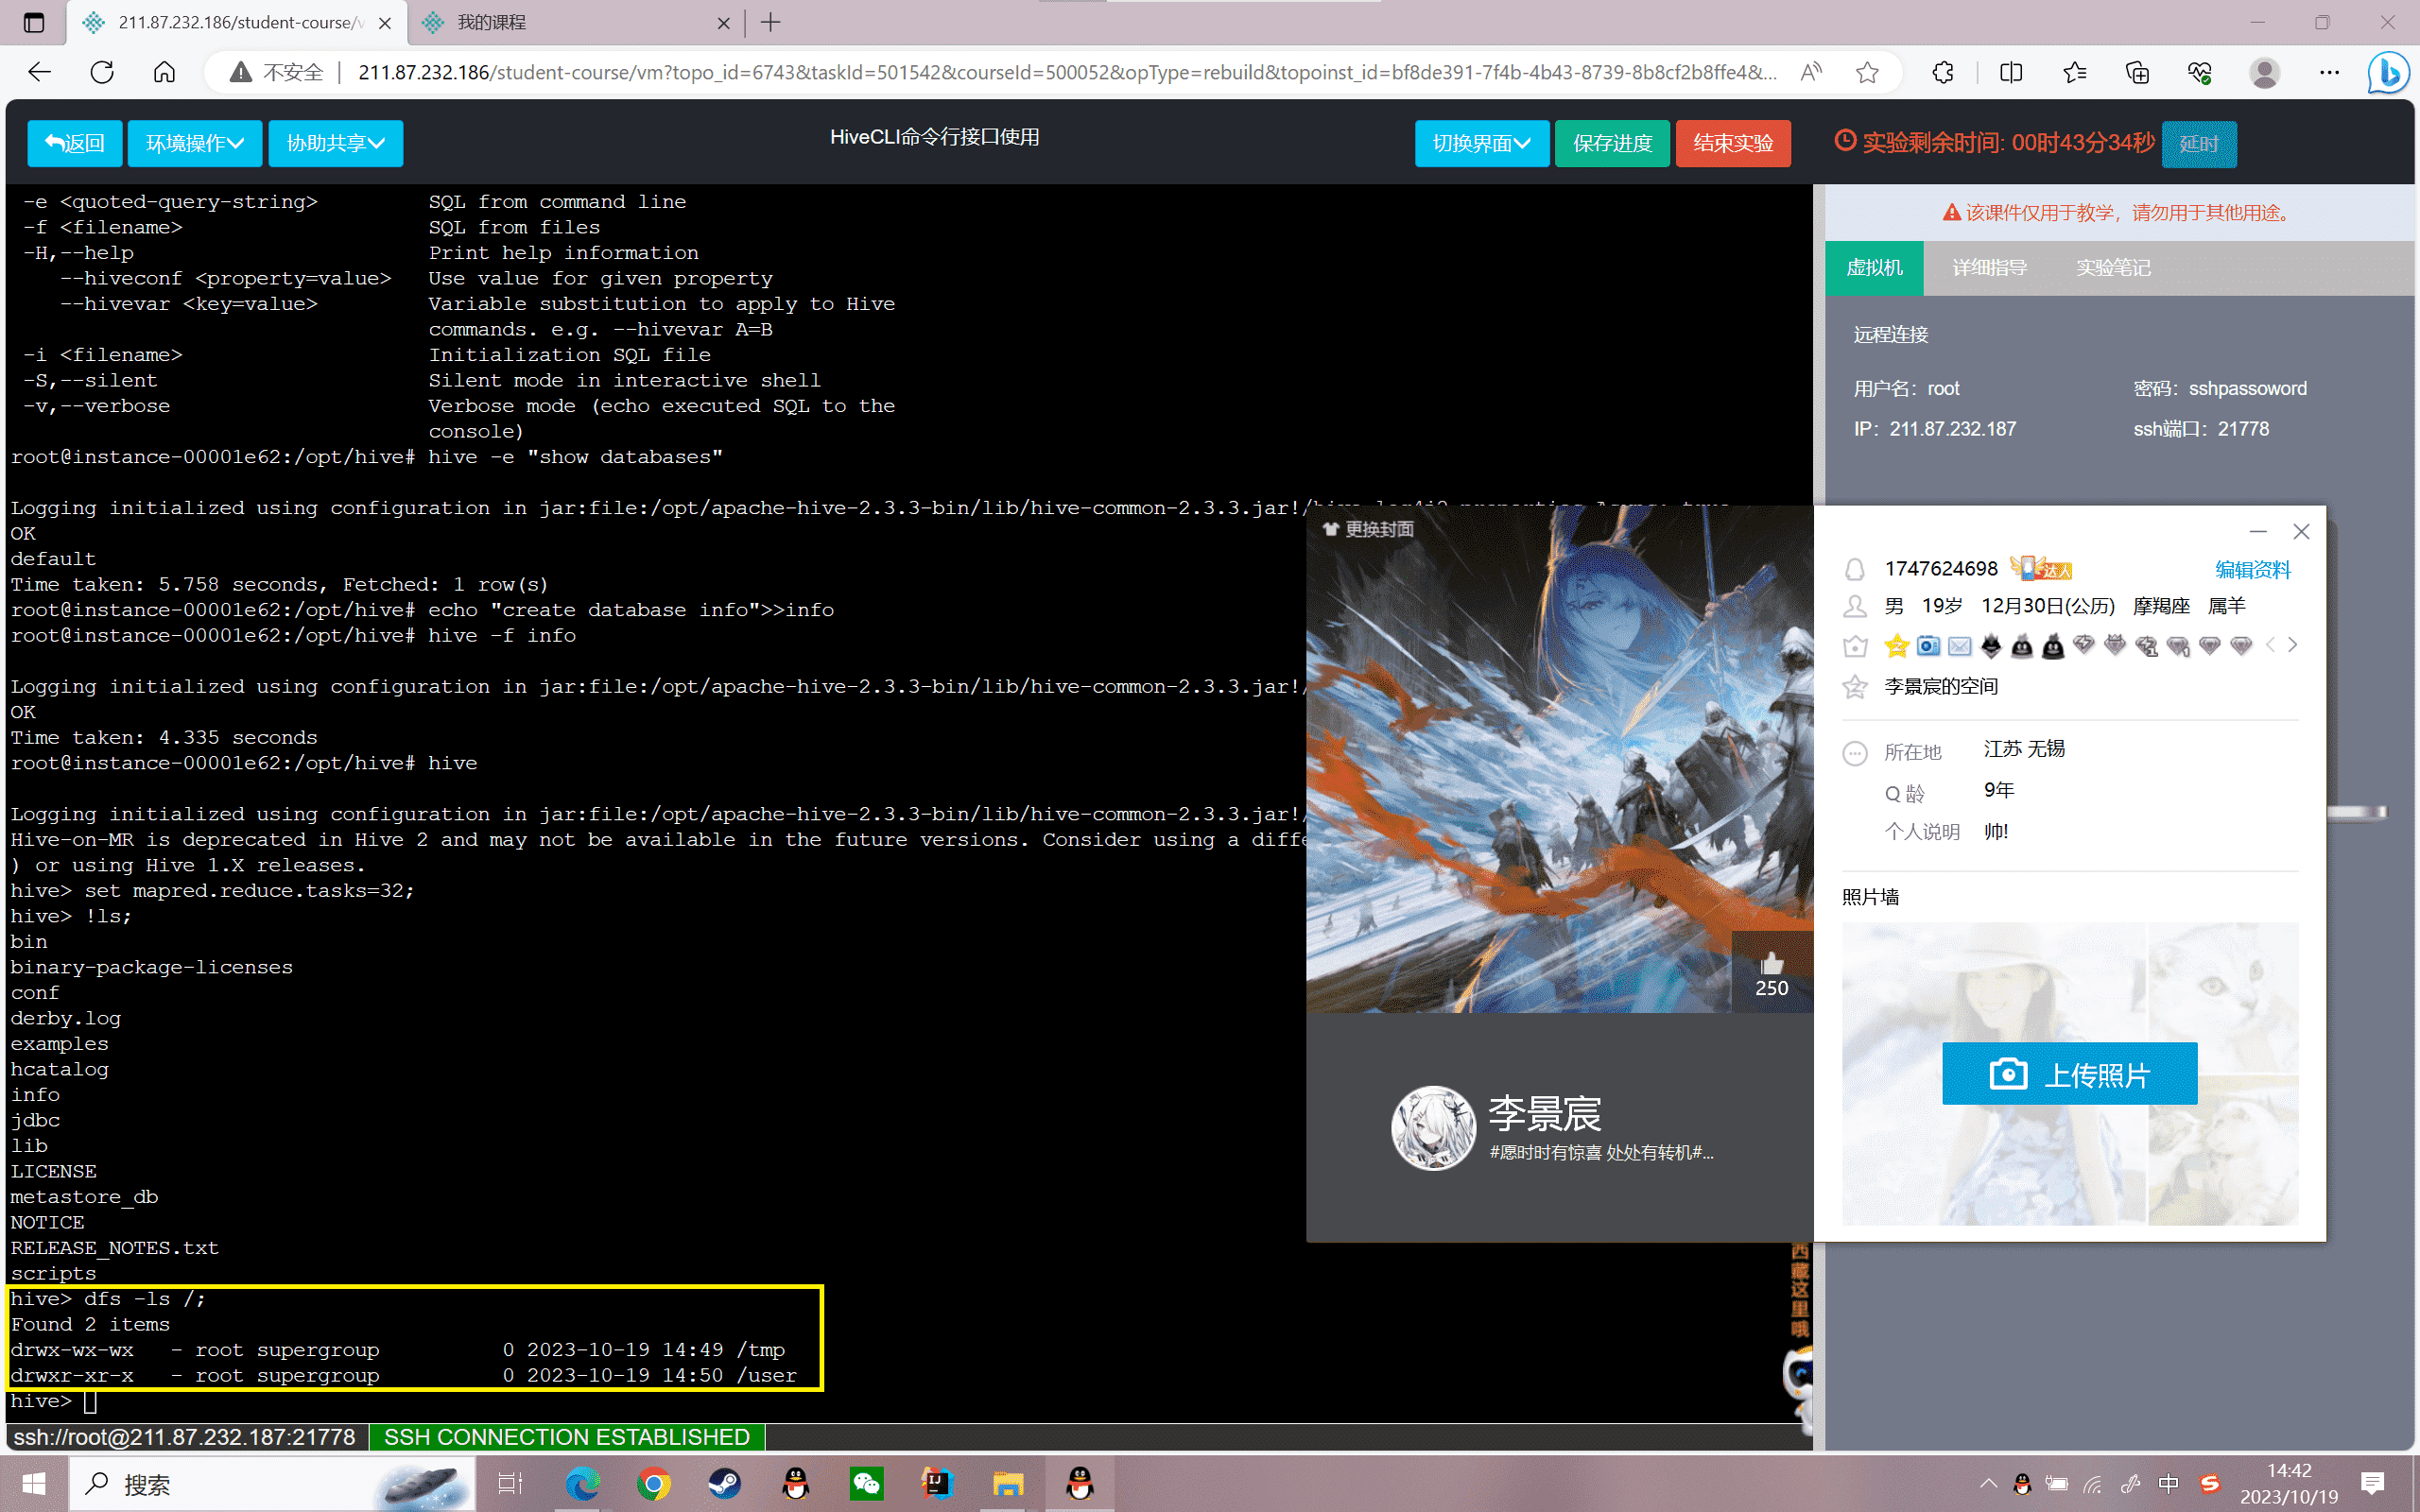 211.87.232.186/student-course/v
我的课程
不安全
211.87.232.186/student-course/vm?topo_id=6743&taskId=501542&courseId=500052&opType=rebuild&topoinst_id=bf8de391-7f4b-4b43-8739-8b8cf2b8ffe4&...
返回
环境操作
协助共享
HiveCLI命令行接口使用
切换界面
保存进度
结束实验
实验剩余时间: 00时43分34秒
延时
-e <quoted-query-string> SQL from command line
-f <filename> SQL from files
-H,--help Print help information
--hiveconf <property=value> Use value for given property
--hivevar <key=value> Variable substitution to apply to Hive
commands. e.g. --hivevar A=B
-i <filename> Initialization SQL file
-S,--silent Silent mode in interactive shell
-v,--verbose Verbose mode (echo executed SQL to the
console)
root@instance-00001e62:/opt/hive# hive -e "show databases"
Logging initialized using configuration in jar:file:/opt/apache-hive-2.3.3-bin/lib/hive-common-2.3.3.jar!/
OK
default
Time taken: 5.758 seconds, Fetched: 1 row(s)
root@instance-00001e62:/opt/hive# echo "create database info">>info
root@instance-00001e62:/opt/hive# hive -f info
Logging initialized using configuration in jar:file:/opt/apache-hive-2.3.3-bin/lib/hive-common-2.3.3.jar!/
OK
Time taken: 4.335 seconds
root@instance-00001e62:/opt/hive# hive
Logging initialized using configuration in jar:file:/opt/apache-hive-2.3.3-bin/lib/hive-common-2.3.3.jar!/
Hive-on-MR is deprecated in Hive 2 and may not be available in the future versions. Consider using a diffe
) or using Hive 1.X releases.
hive> set mapred.reduce.tasks=32;
hive> !ls;
bin
binary-package-licenses
conf
derby.log
examples
hcatalog
info
jdbc
lib
LICENSE
metastore_db
NOTICE
RELEASE_NOTES.txt
scripts
hive> dfs -ls /;
Found 2 items
drwx-wx-wx - root supergroup 0 2023-10-19 14:49 /tmp
drwxr-xr-x - root supergroup 0 2023-10-19 14:50 /user
hive>
ssh://root@211.87.232.187:21778
SSH CONNECTION ESTABLISHED
该课件仅用于教学，请勿用于其他用途。
虚拟机
详细指导
实验笔记
远程连接
用户名：root
密码：sshpassoword
IP：211.87.232.187
ssh端口：21778
更换封面
250
李景宸
#愿时时有惊喜 处处有转机#...
1747624698
达人
编辑资料
男 19岁 12月30日(公历) 摩羯座 属羊
李景宸的空间
所在地 江苏 无锡
Q 龄 9年
个人说明 帅!
照片墙
上传照片
西藏这里哦
搜索
中
14:42
2023/10/19